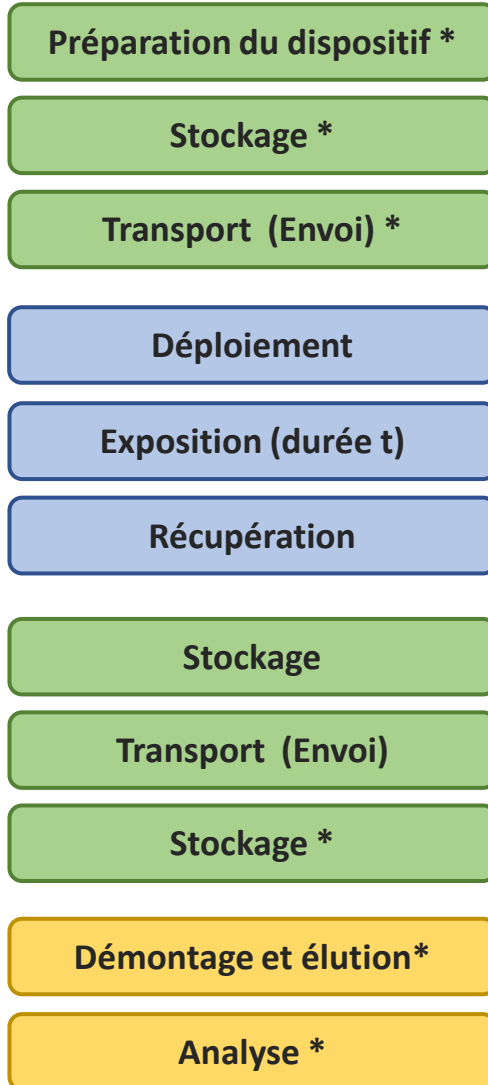 Préparation du dispositif *
Stockage *
Transport (Envoi) *
Déploiement
Exposition (durée t)
Récupération
Stockage
Transport (Envoi)
Stockage *
Démontage et élution*
Analyse *